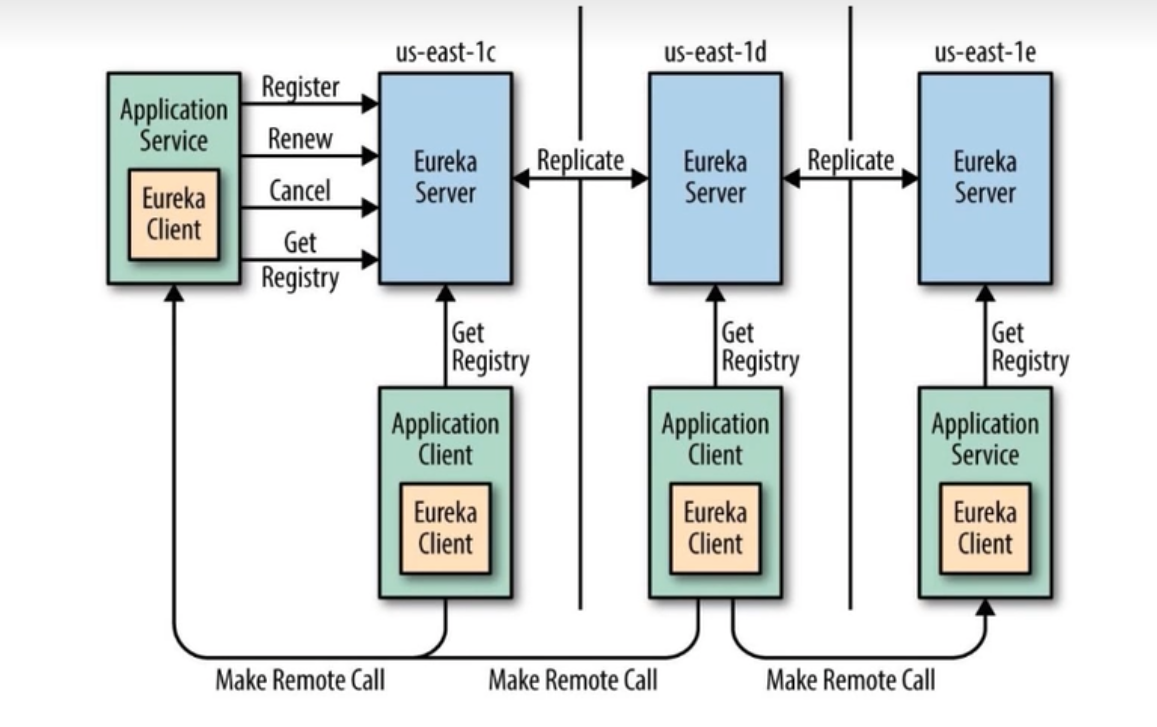 us-east-1c
us-east-1d
us-east-1e
Application
Service
Eureka
Client
Register
Renew
Cancel
Get
Registry
Eureka
Server
Replicate
Eureka
Server
Replicate
Eureka
Server
Get
Registry
Get
Registry
Get
Registry
Application
Client
Eureka
Client
Application
Client
Eureka
Client
Application
Service
Eureka
Client
Make Remote Call
Make Remote Call
Make Remote Call